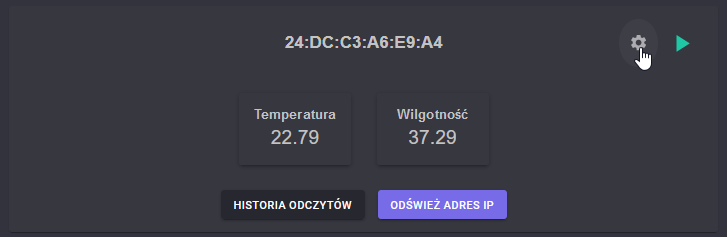 24:DC:C3:A6:E9:A4
Temperatura
22.79
Wilgotność
37.29
HISTORIA ODCZYTÓW
ODŚWIEŻ ADRES IP